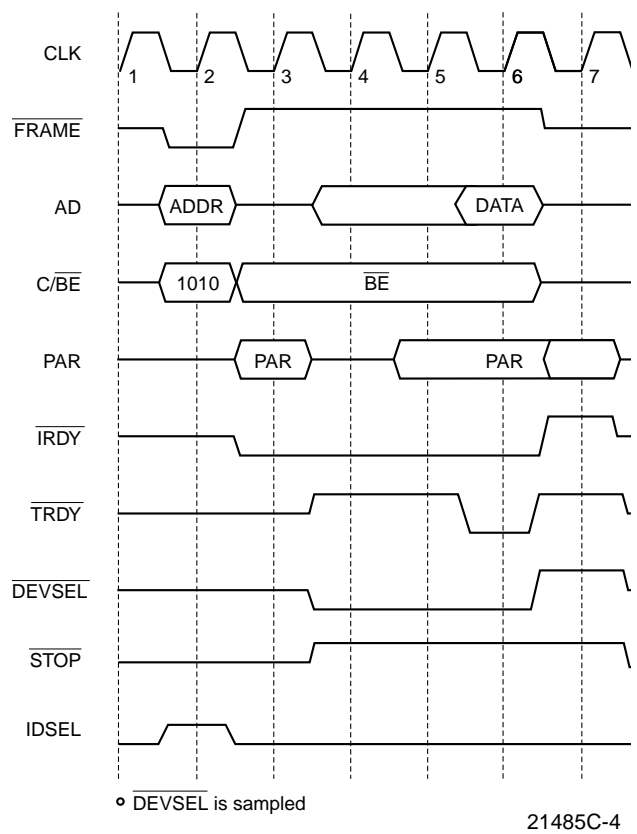 CLK
1 2 3 4 5 6 7
FRAME
AD ADDR DATA
C/BE 1010 BE
PAR PAR PAR
IRDY
TRDY
DEVSEL
STOP
IDSEL
DEVSEL is sampled
21485C-4